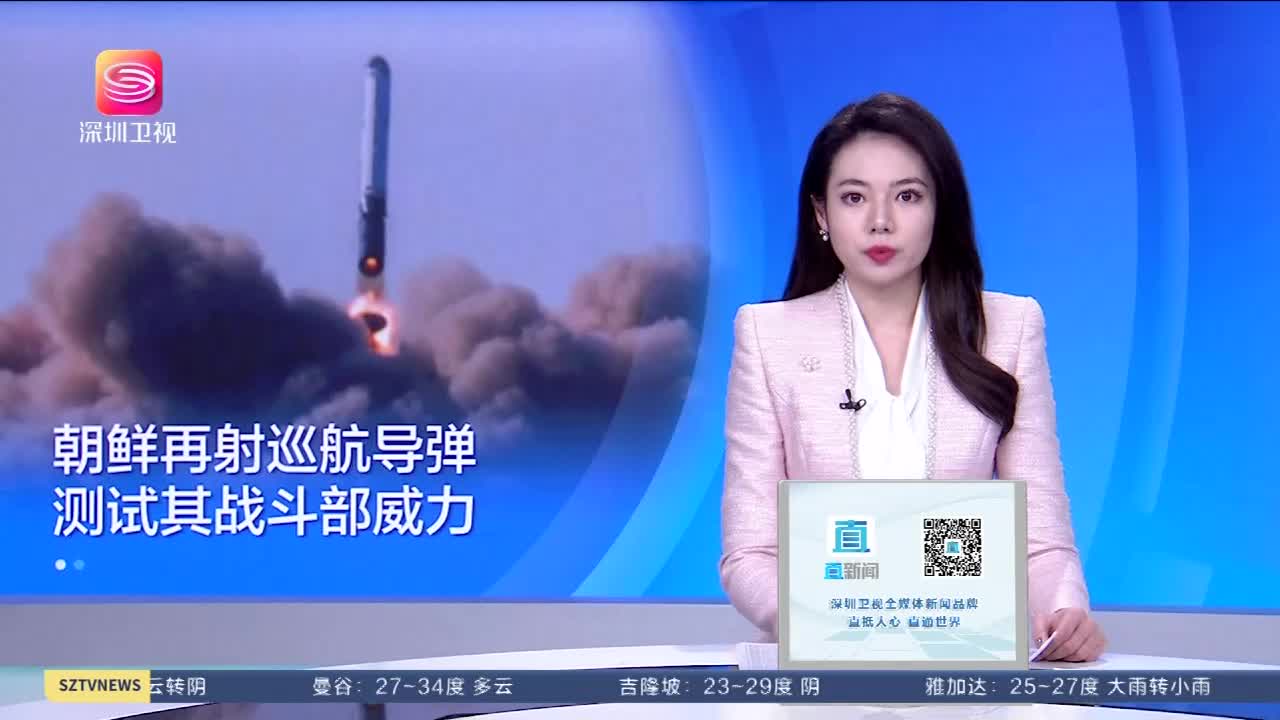 深圳卫视
朝鲜再射巡航导弹
测试其战斗部威力
直
直新闻
深圳卫视全媒体新闻品牌
直抵人心 直通世界
SZTVNEWS 云转阴 曼谷：27~34度 多云 吉隆坡：23~29度 阴 雅加达：25~27度 大雨转小雨